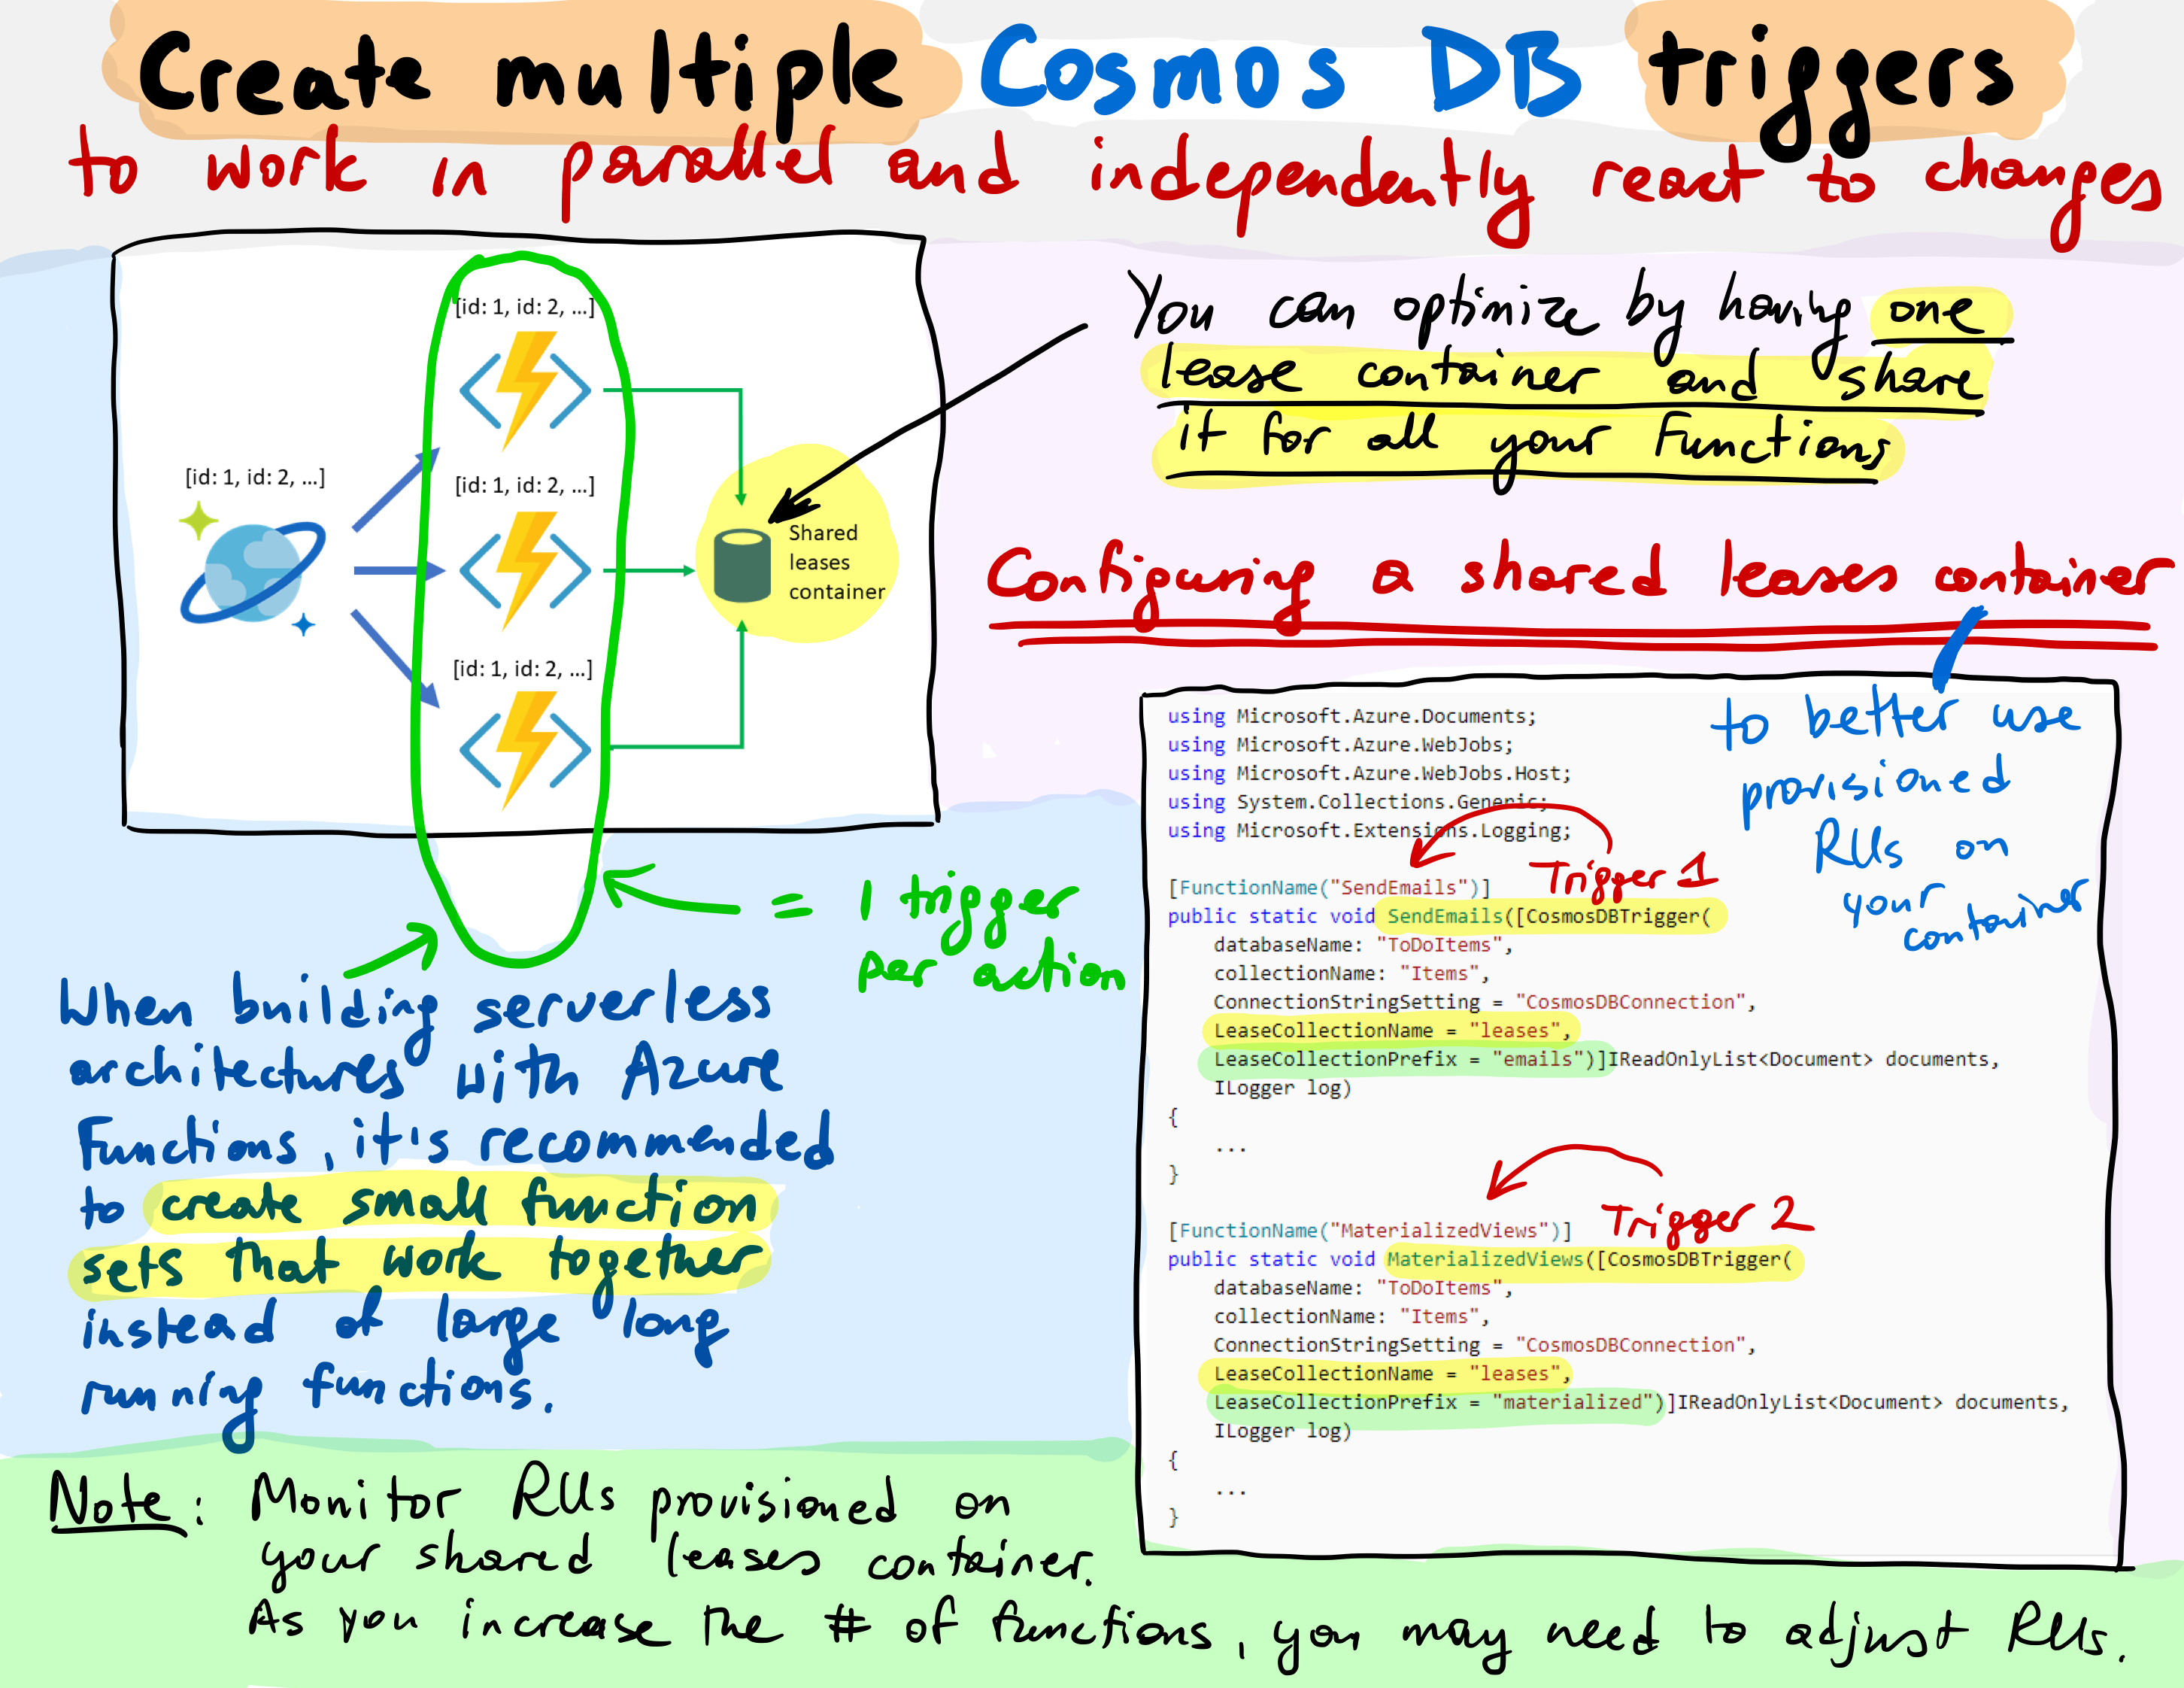 Create multiple Cosmos DB triggers
to work in parallel and independently react to changes
[id: 1, id: 2, ...]
[id: 1, id: 2, ...]
[id: 1, id: 2, ...]
[id: 1, id: 2, ...]
Shared
leases
container
You can optimize by having one
lease container and share
it for all your Functions
Configuring a shared leases container
to better use
provisioned
RUs on
your
container
= 1 trigger
per action
When building serverless
architectures with Azure
Functions, it's recommended
to create small function
sets that work together
instead of large long
running functions.
using Microsoft.Azure.Documents;
using Microsoft.Azure.WebJobs;
using Microsoft.Azure.WebJobs.Host;
using System.Collections.Generic;
using Microsoft.Extensions.Logging;
Trigger 1
[FunctionName("SendEmails")]
public static void SendEmails([CosmosDBTrigger(
databaseName: "ToDoItems",
collectionName: "Items",
ConnectionStringSetting = "CosmosDBConnection",
LeaseCollectionName = "leases",
LeaseCollectionPrefix = "emails")]IReadOnlyList<Document> documents,
ILogger log)
{
...
}
Trigger 2
[FunctionName("MaterializedViews")]
public static void MaterializedViews([CosmosDBTrigger(
databaseName: "ToDoItems",
collectionName: "Items",
ConnectionStringSetting = "CosmosDBConnection",
LeaseCollectionName = "leases",
LeaseCollectionPrefix = "materialized")]IReadOnlyList<Document> documents,
ILogger log)
{
...
}
Note: Monitor RUs provisioned on
your shared leases container.
As you increase the # of functions, you may need to adjust RUs.